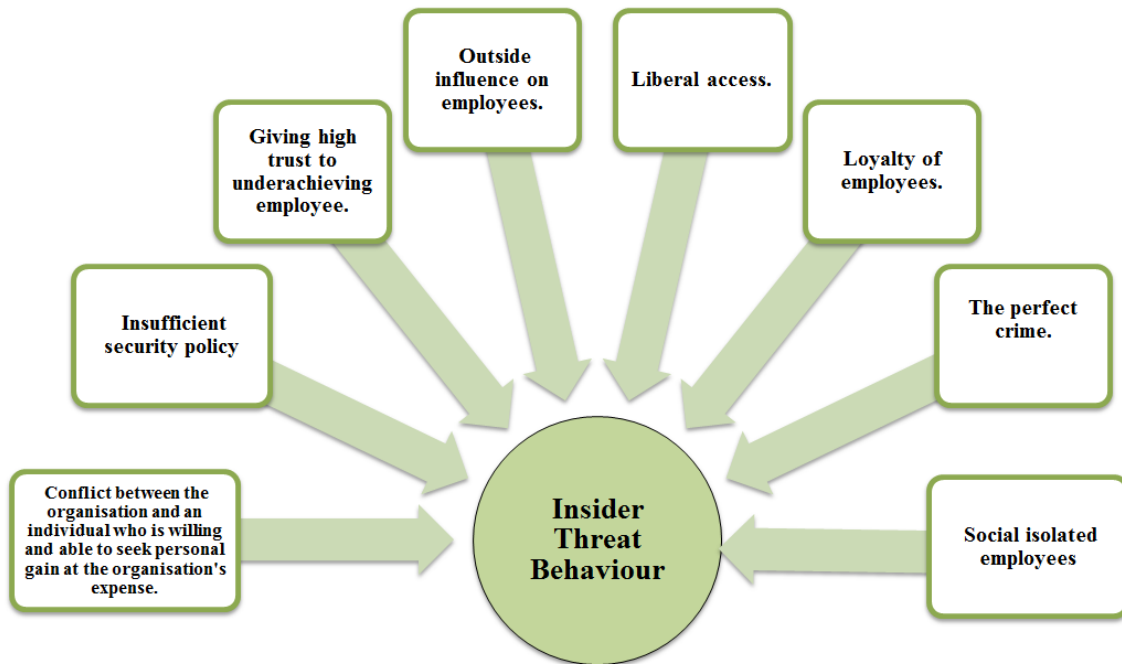 Outside
influence on
employees.
Liberal access.
Giving high
trust to
underachieving
employee.
Loyalty of
employees.
Insufficient
security policy
The perfect
crime.
Conflict between the
organisation and an
individual who is willing
and able to seek personal
gain at the organisation's
expense.
Insider
Threat
Behaviour
Social isolated
employees